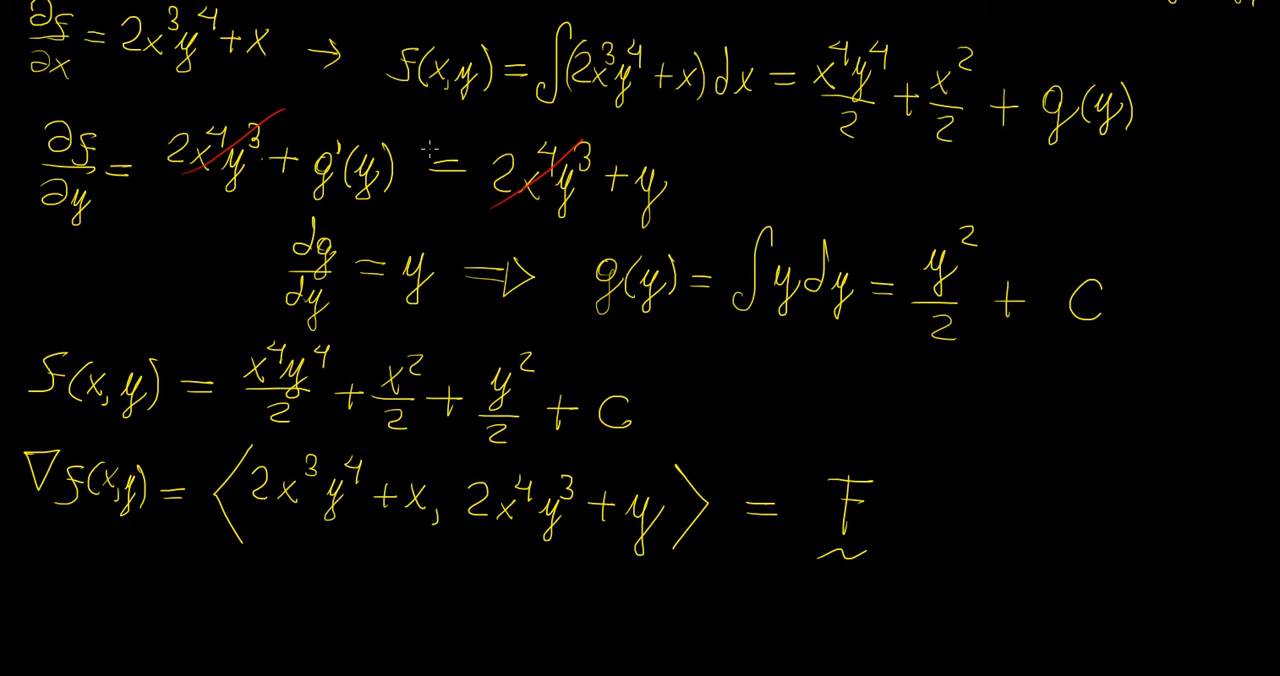 ∂f/∂x = 2x³y⁴ + x → f(x,y) = ∫(2x³y⁴ + x) dx = x⁴y⁴/2 + x²/2 + g(y)
∂f/∂y = 2x⁴y³ + g'(y) = 2x⁴y³ + y
dg/dy = y ⟹ g(y) = ∫y dy = y²/2 + C
f(x,y) = x⁴y⁴/2 + x²/2 + y²/2 + C
∇f(x,y) = ⟨2x³y⁴ + x, 2x⁴y³ + y⟩ = F